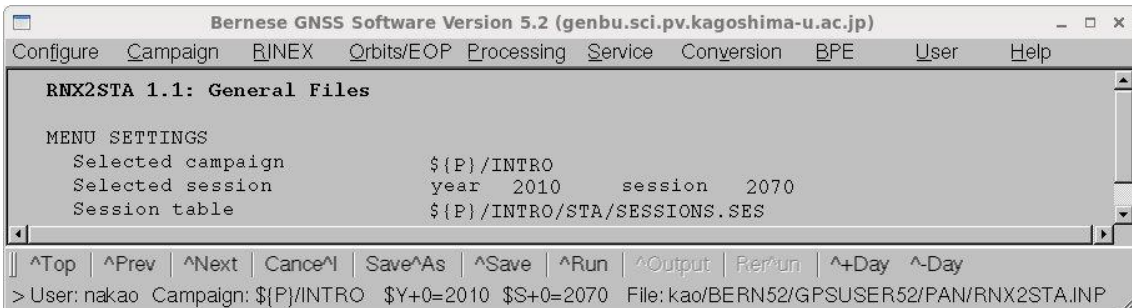 Bernese GNSS Software Version 5.2 (genbu.sci.pv.kagoshima-u.ac.jp)
Configure Campaign RINEX Orbits/EOP Processing Service Conversion BPE User Help
RNX2STA 1.1: General Files
MENU SETTINGS
Selected campaign ${P}/INTRO
Selected session year 2010 session 2070
Session table ${P}/INTRO/STA/SESSIONS.SES
^Top | ^Prev | ^Next | Cance^l | Save^As | ^Save | ^Run | ^Output | Rer^un | ^+Day ^-Day
> User: nakao Campaign: ${P}/INTRO $Y+0=2010 $S+0=2070 File: kao/BERN52/GPSUSER52/PAN/RNX2STA.INP